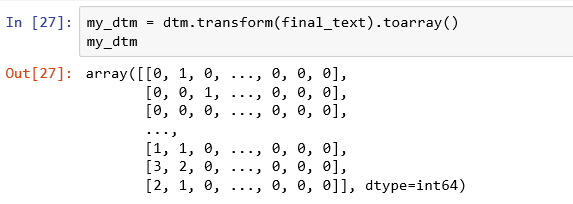 In [27]: my_dtm = dtm.transform(final_text).toarray()
my_dtm
Out[27]: array([[0, 1, 0, ..., 0, 0, 0],
[0, 0, 1, ..., 0, 0, 0],
[0, 0, 0, ..., 0, 0, 0],
...,
[1, 1, 0, ..., 0, 0, 0],
[3, 2, 0, ..., 0, 0, 0],
[2, 1, 0, ..., 0, 0, 0]], dtype=int64)